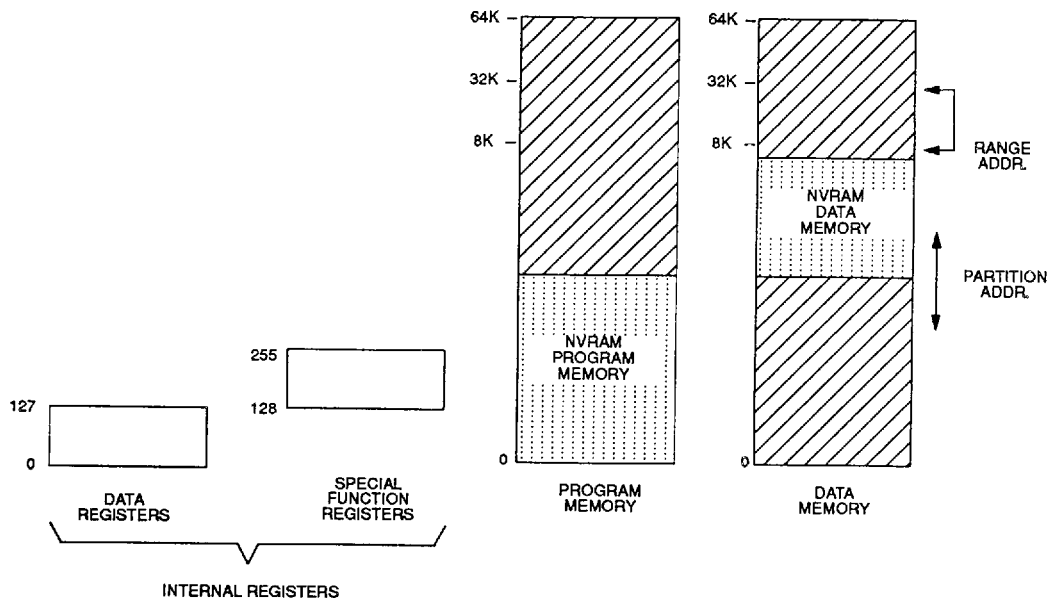 127
0
DATA
REGISTERS
255
128
SPECIAL
FUNCTION
REGISTERS
INTERNAL REGISTERS
64K
32K
8K
0
NVRAM
PROGRAM
MEMORY
PROGRAM
MEMORY
64K
32K
8K
0
NVRAM
DATA
MEMORY
DATA
MEMORY
RANGE
ADDR.
PARTITION
ADDR.